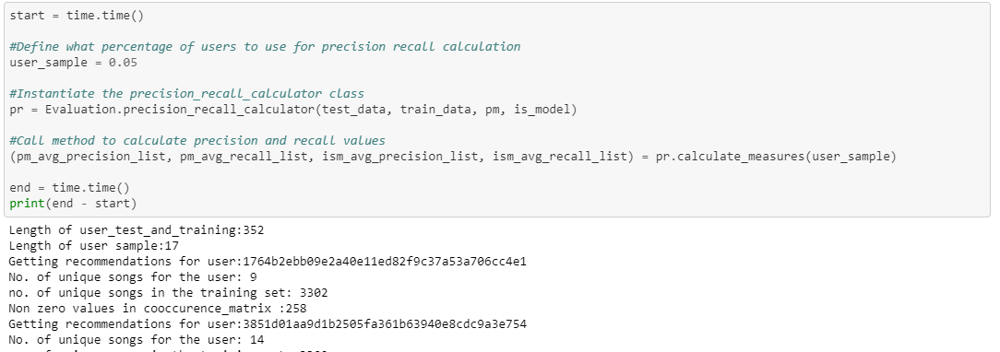 start = time.time()
#Define what percentage of users to use for precision recall calculation
user_sample = 0.05
#Instantiate the precision_recall_calculator class
pr = Evaluation.precision_recall_calculator(test_data, train_data, pm, is_model)
#Call method to calculate precision and recall values
(pm_avg_precision_list, pm_avg_recall_list, ism_avg_precision_list, ism_avg_recall_list) = pr.calculate_measures(user_sample)
end = time.time()
print(end - start)
Length of user_test_and_training:352
Length of user sample:17
Getting recommendations for user:1764b2ebb09e2a40e11ed82f9c37a53a706cc4e1
No. of unique songs for the user: 9
no. of unique songs in the training set: 3302
Non zero values in cooccurence_matrix :258
Getting recommendations for user:3851d01aa9d1b2505fa361b63940e8cdc9a3e754
No. of unique songs for the user: 14